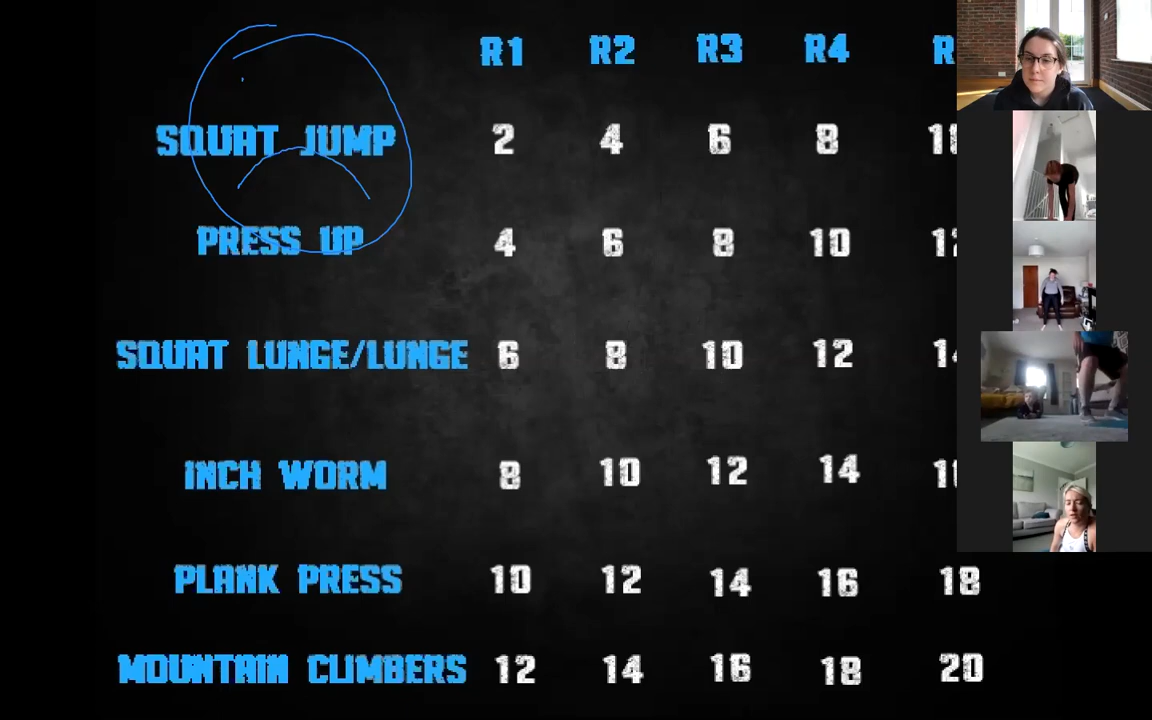 R1 R2 R3 R4 R
SQUAT JUMP 2 4 6 8
PRESS UP 4 6 8 10
SQUAT LUNGE/LUNGE 6 8 10 12
INCH WORM 8 10 12 14
PLANK PRESS 10 12 14 16 18
MOUNTAIN CLIMBERS 12 14 16 18 20